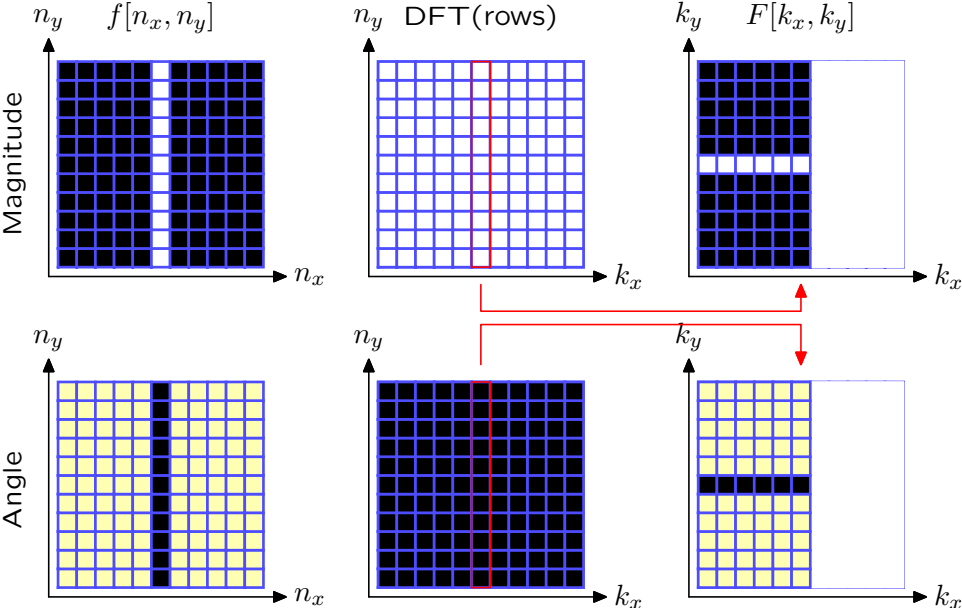 n_y f[n_x, n_y] n_y DFT(rows) k_y F[k_x, k_y]
Magnitude
n_x k_x k_x
n_y n_y k_y
Angle
n_x k_x k_x